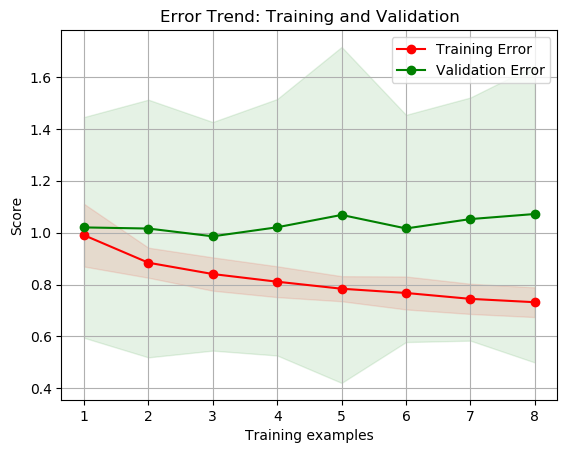 Error Trend: Training and Validation
Training Error
Validation Error
Score
1.6
1.4
1.2
1.0
0.8
0.6
0.4
1 2 3 4 5 6 7 8
Training examples